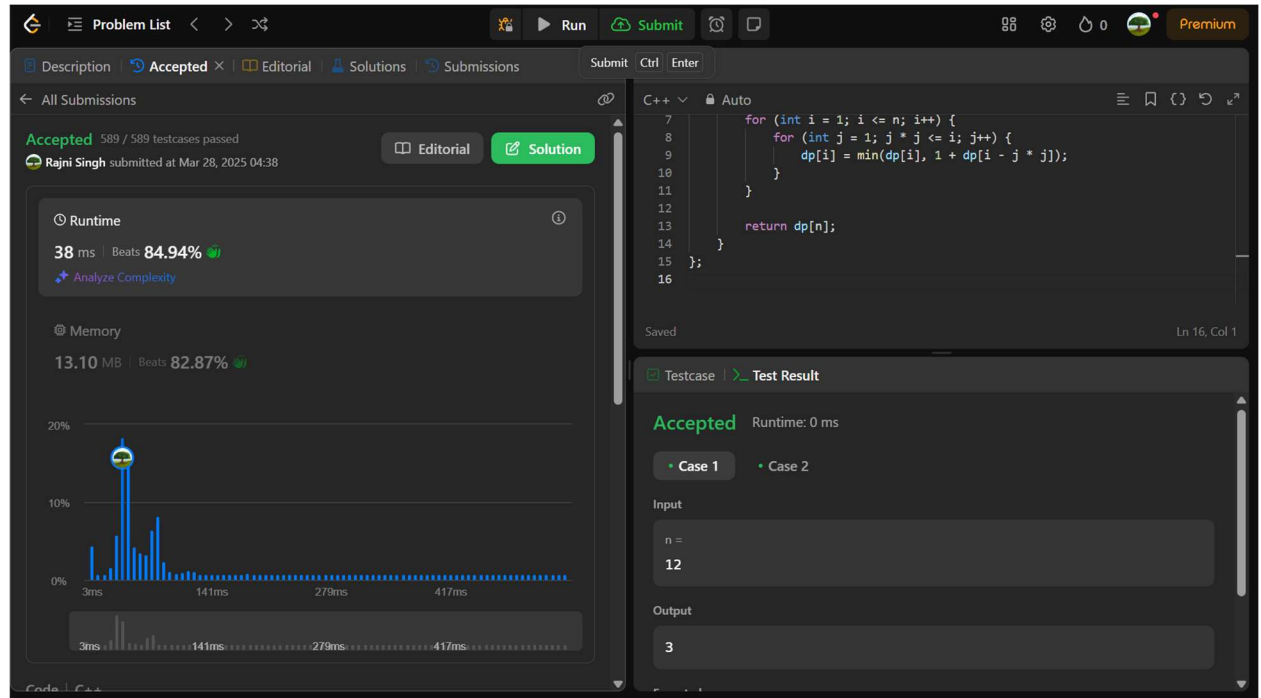 Problem List
Run
Submit
0
Premium
Description
Accepted
Editorial
Solutions
Submissions
Submit Ctrl Enter
All Submissions
Accepted 589 / 589 testcases passed
Rajni Singh submitted at Mar 28, 2025 04:38
Editorial
Solution
Runtime
38 ms Beats 84.94%
Analyze Complexity
Memory
13.10 MB Beats 82.87%
20%
10%
0%
3ms 141ms 279ms 417ms
3ms 141ms 279ms 417ms
Code C++
C++ Auto
7 for (int i = 1; i <= n; i++) {
8 for (int j = 1; j * j <= i; j++) {
9 dp[i] = min(dp[i], 1 + dp[i - j * j]);
10 }
11 }
12
13 return dp[n];
14 }
15 };
16
Saved Ln 16, Col 1
Testcase >_ Test Result
Accepted Runtime: 0 ms
• Case 1 • Case 2
Input
n =
12
Output
3